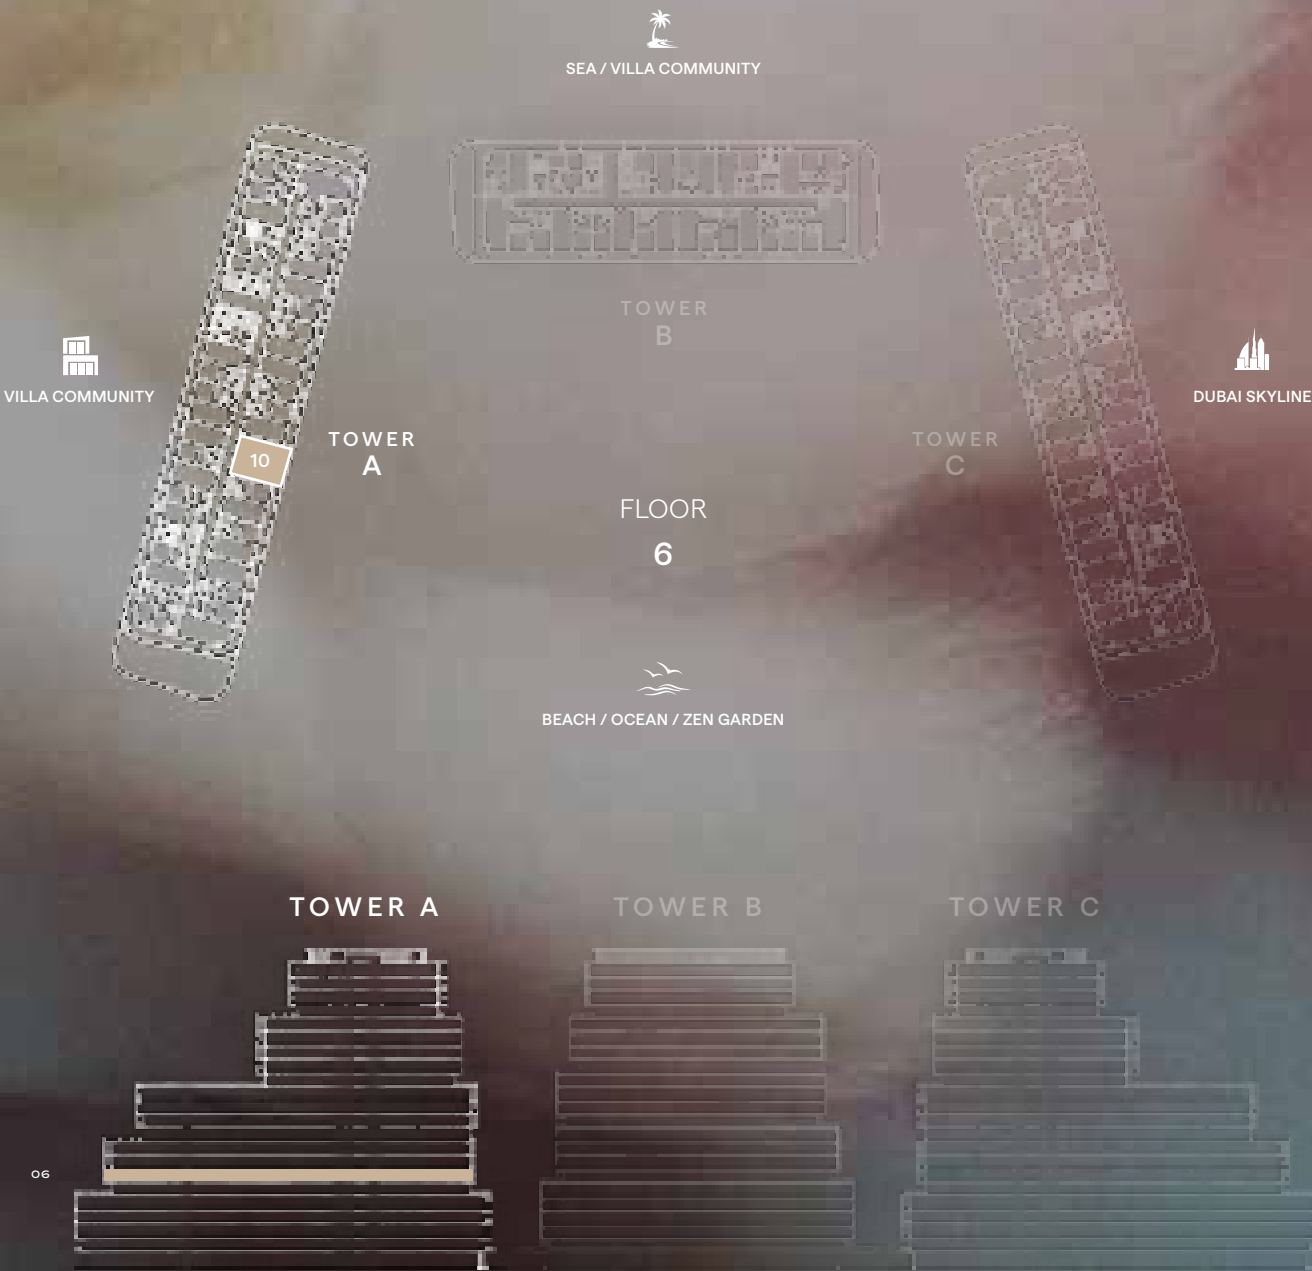 SEA / VILLA COMMUNITY
TOWER
B
VILLA COMMUNITY
DUBAI SKYLINE
TOWER
A
TOWER
C
10
FLOOR
6
BEACH / OCEAN / ZEN GARDEN
TOWER A
TOWER B
TOWER C
06